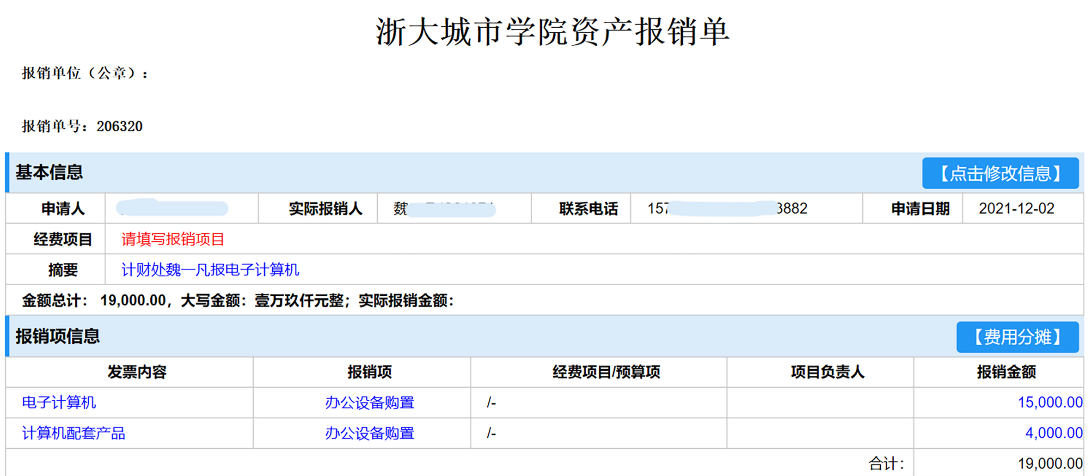 浙大城市学院资产报销单
报销单位（公章）：
报销单号：206320
基本信息 【点击修改信息】
申请人 实际报销人 魏 联系电话 157 8882 申请日期 2021-12-02
经费项目 请填写报销项目
摘要 计财处魏一凡报电子计算机
金额总计： 19,000.00，大写金额：壹万玖仟元整；实际报销金额：
报销项信息 【费用分摊】
发票内容 报销项 经费项目/预算项 项目负责人 报销金额
电子计算机 办公设备购置 /- 15,000.00
计算机配套产品 办公设备购置 /- 4,000.00
合计： 19,000.00